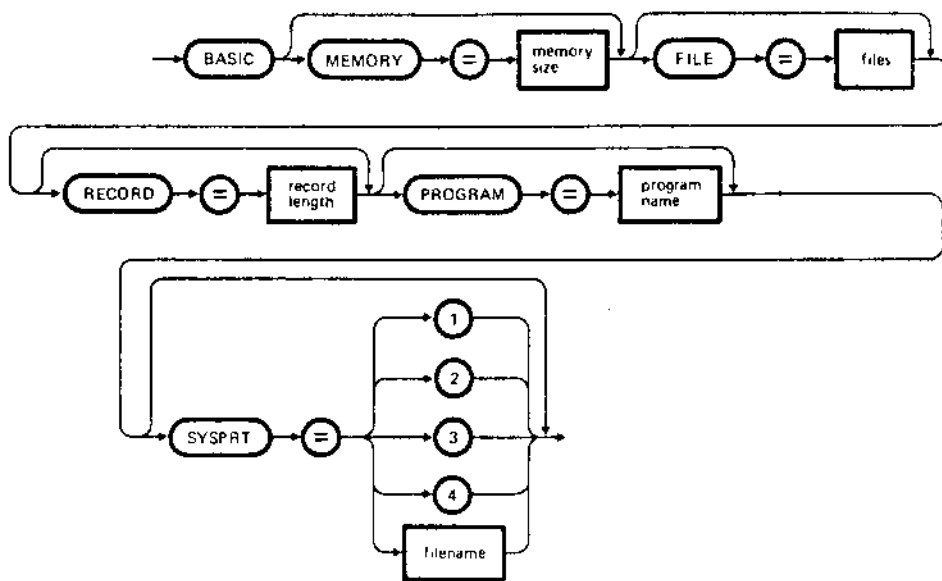 BASIC MEMORY = memory size FILE = files
RECORD = record length PROGRAM = program name
1
2
SYSPRT = 3
4
filename